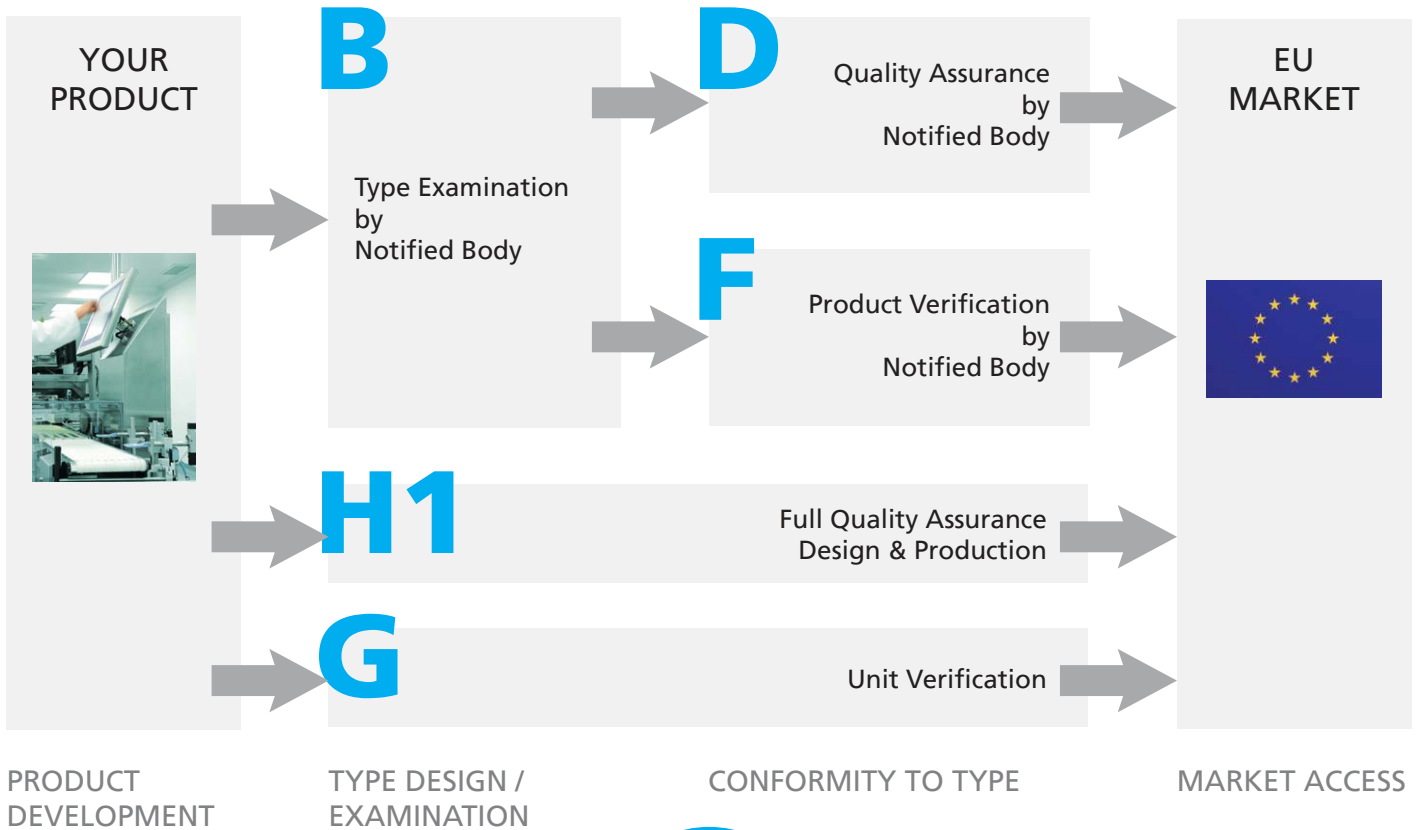 YOUR
PRODUCT
B
Type Examination
by
Notified Body
D
Quality Assurance
by
Notified Body
F
Product Verification
by
Notified Body
H1
Full Quality Assurance
Design & Production
G
Unit Verification
EU
MARKET
PRODUCT
DEVELOPMENT
TYPE DESIGN /
EXAMINATION
CONFORMITY TO TYPE
MARKET ACCESS